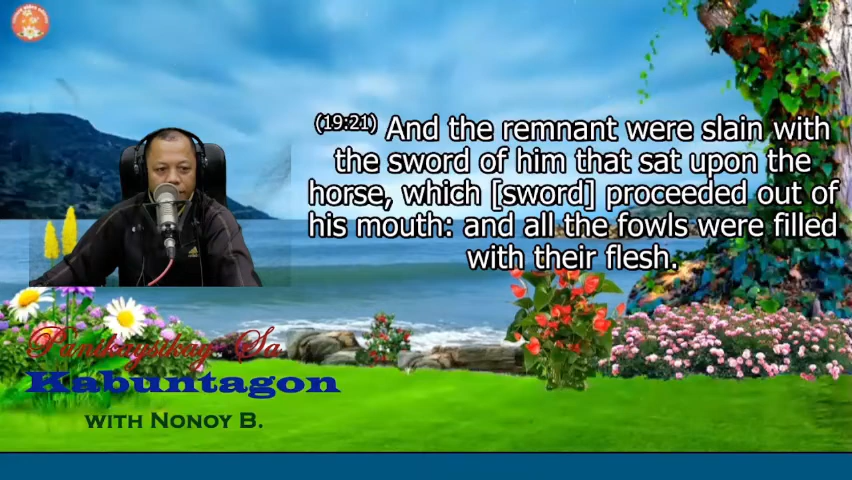 (19:21) And the remnant were slain with
the sword of him that sat upon the
horse, which [sword] proceeded out of
his mouth: and all the fowls were filled
with their flesh.
Panikaysikay Sa
Kabuntagon
WITH NONOY B.